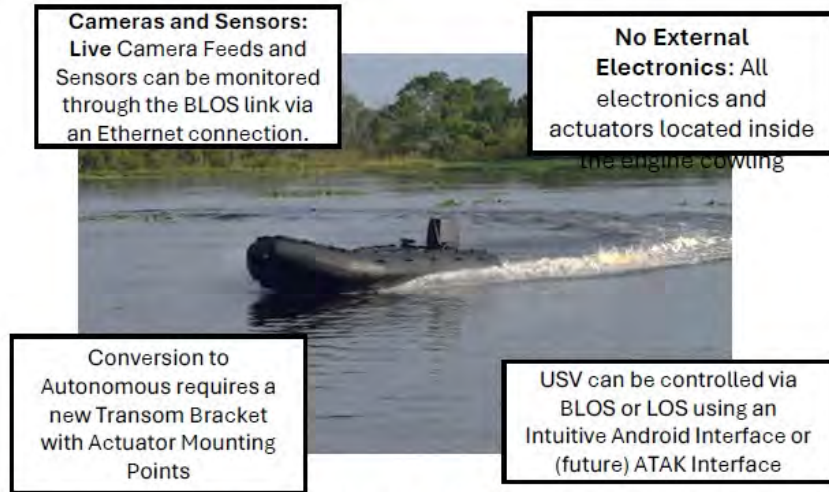 Cameras and Sensors:
Live Camera Feeds and
Sensors can be monitored
through the BLOS link via
an Ethernet connection.
No External
Electronics: All
electronics and
actuators located inside
the engine cowling
Conversion to
Autonomous requires a
new Transom Bracket
with Actuator Mounting
Points
USV can be controlled via
BLOS or LOS using an
Intuitive Android Interface or
(future) ATAK Interface